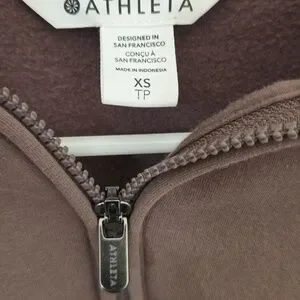 ATHLETA
DESIGNED IN
SAN FRANCISCO
CONÇU À
SAN FRANCISCO
MADE IN INDONESIA
XS
TP
ATHLETA